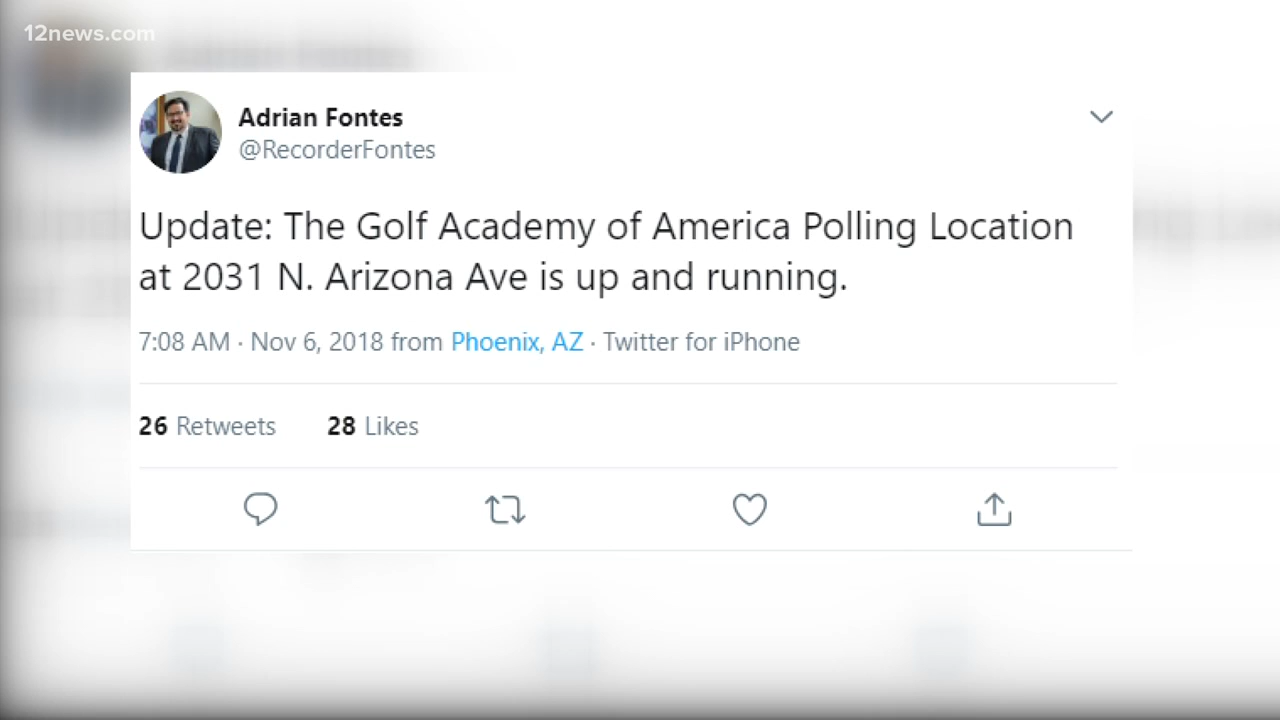 12news.com
Adrian Fontes
@RecorderFontes
Update: The Golf Academy of America Polling Location
at 2031 N. Arizona Ave is up and running.
7:08 AM · Nov 6, 2018 from Phoenix, AZ · Twitter for iPhone
26 Retweets 28 Likes